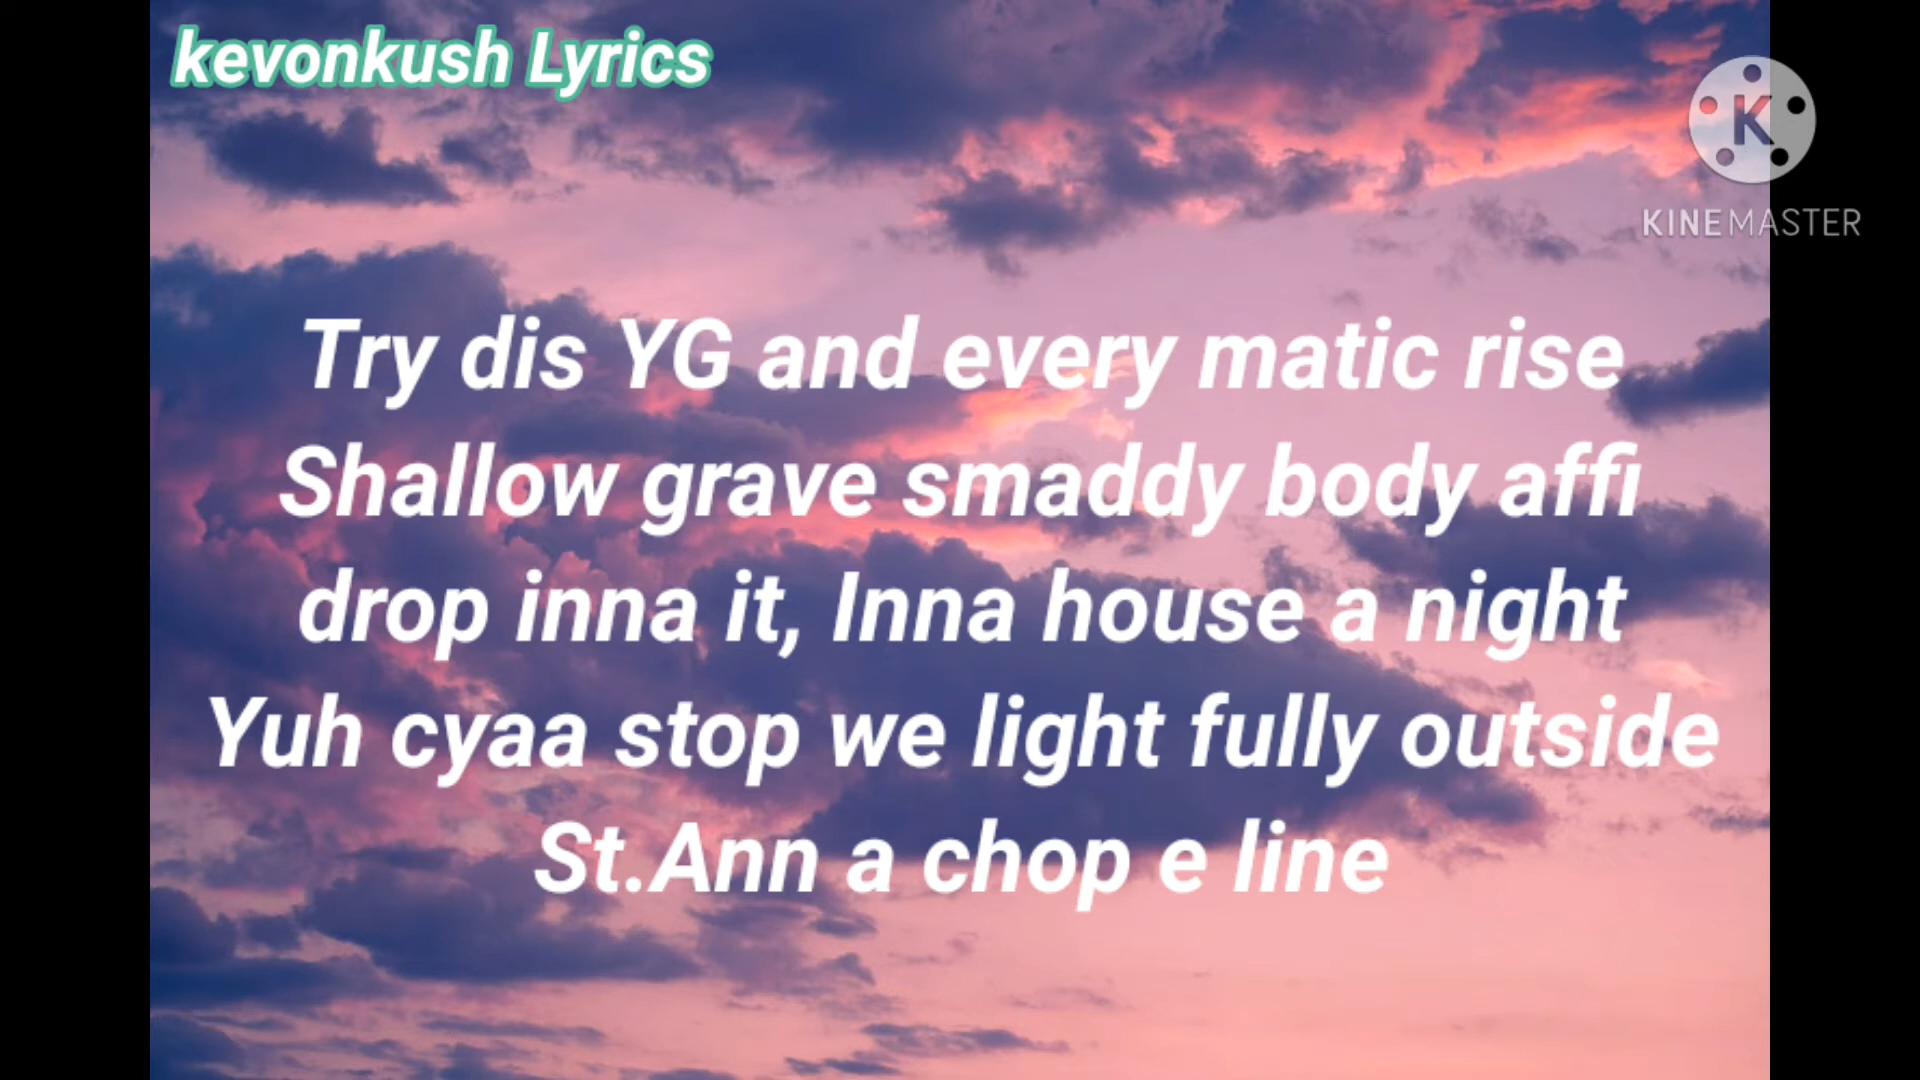 kevonkush Lyrics
K
KINEMASTER
Try dis YG and every matic rise
Shallow grave smaddy body affi
drop inna it, Inna house a night
Yuh cyaa stop we light fully outside
St.Ann a chop e line